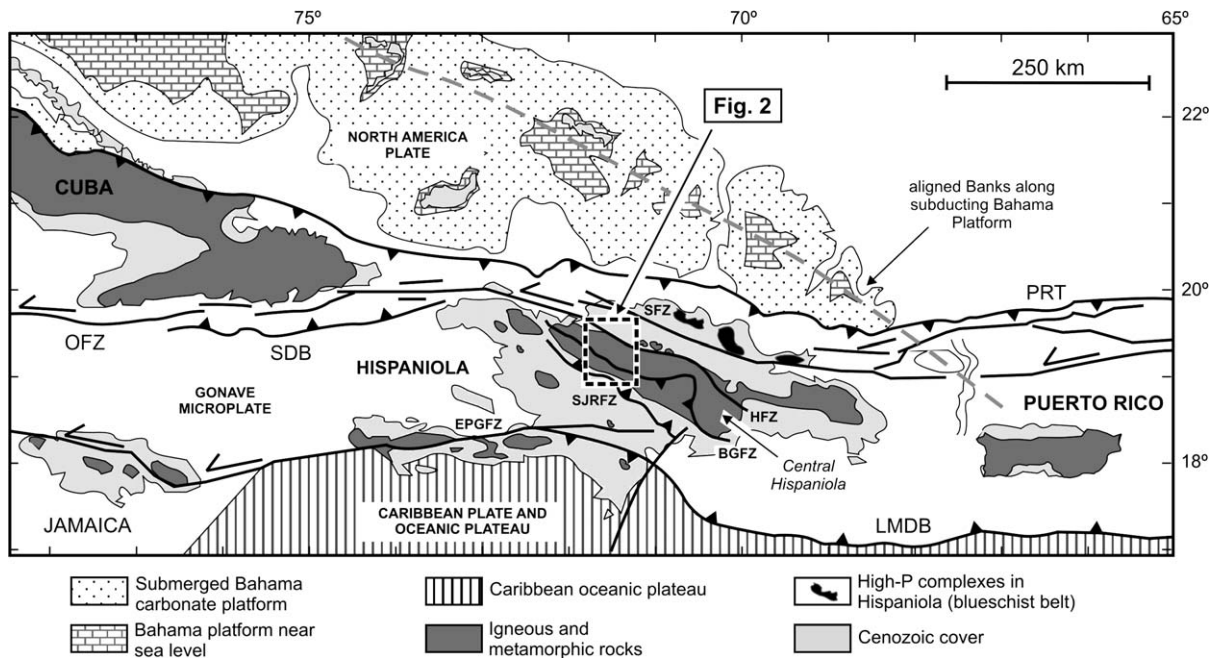 75º
70º
65º
250 km
Fig. 2
22º
NORTH AMERICA
PLATE
CUBA
aligned Banks along
subducting Bahama
Platform
20º
PRT
SFZ
OFZ
SDB
HISPANIOLA
GONAVE
MICROPLATE
SJRFZ
HFZ
PUERTO RICO
EPGFZ
BGFZ
18º
Central
Hispaniola
JAMAICA
CARIBBEAN PLATE AND
OCEANIC PLATEAU
LMDB
Submerged Bahama
carbonate platform
Caribbean oceanic plateau
High-P complexes in
Hispaniola (blueschist belt)
Bahama platform near
sea level
Igneous and
metamorphic rocks
Cenozoic cover